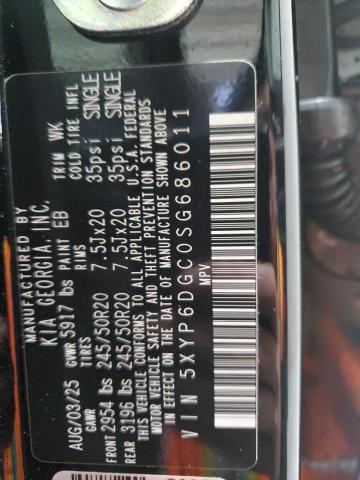 MANUFACTURED BY
KIA GEORGIA, INC.
AUG/03/25 GVWR 5917 lbs PAINT EB TRIM WK
GAWR TIRES RIMS COLD TIRE INFL
FRONT 2954 lbs 245/50R20 7.5Jx20 35psi SINGLE
REAR 3196 lbs 245/50R20 7.5Jx20 35psi SINGLE
THIS VEHICLE CONFORMS TO ALL APPLICABLE U.S.A. FEDERAL
MOTOR VEHICLE SAFETY AND THEFT PREVENTION STANDARDS
IN EFFECT ON THE DATE OF MANUFACTURE SHOWN ABOVE.
VIN 5XYP6DGC0SG686011
MPV